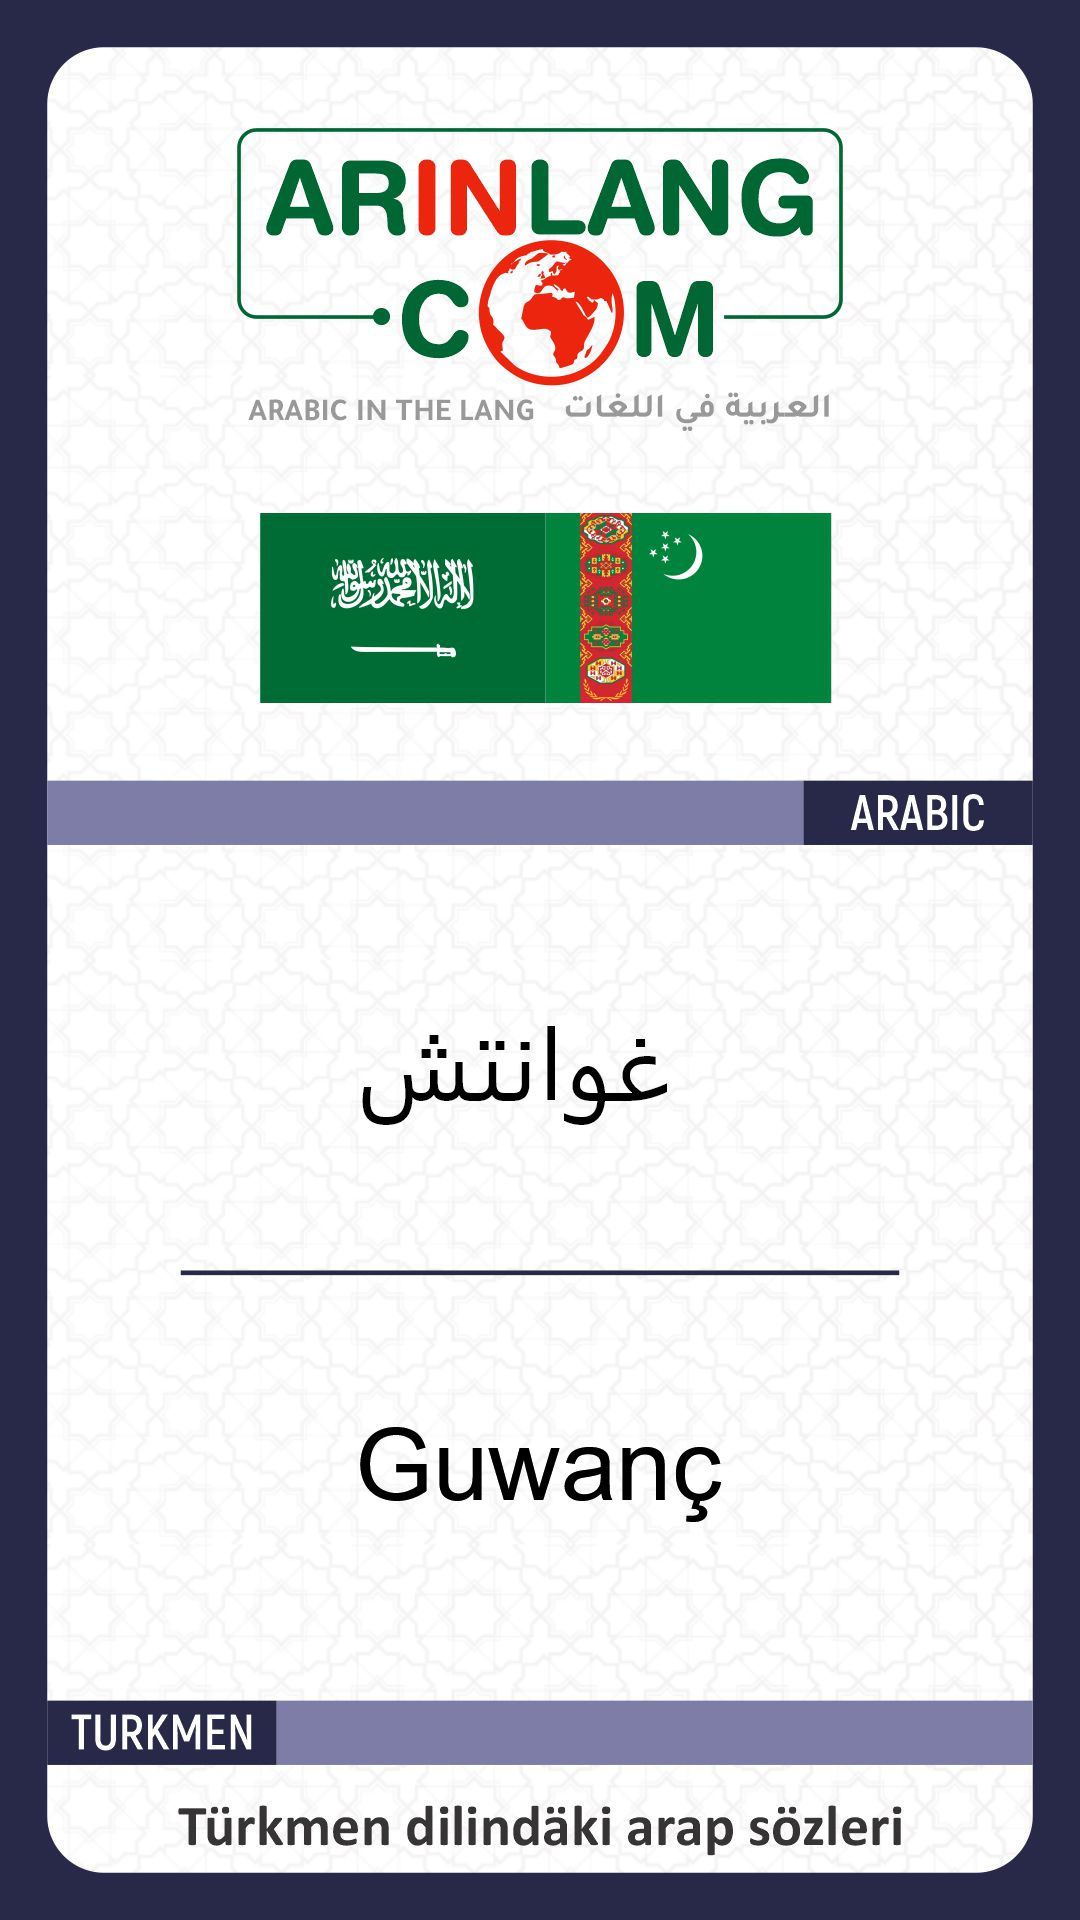 ARINLANG
.COM
ARABIC IN THE LANG العربية في اللغات
لا إله إلا الله محمد رسول الله
ARABIC
غوانتش
Guwanç
TURKMEN
Türkmen dilindäki arap sözleri